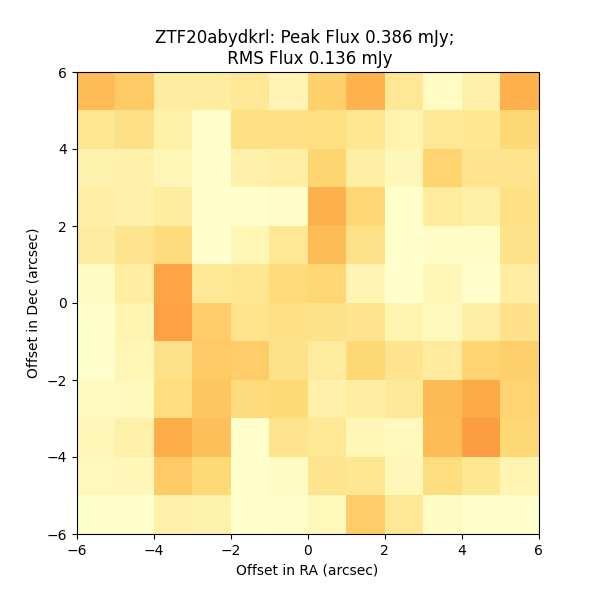 ZTF20abydkrl: Peak Flux 0.386 mJy;
RMS Flux 0.136 mJy
6
4
2
0
−2
−4
−6
Offset in Dec (arcsec)
−6 −4 −2 0 2 4 6
Offset in RA (arcsec)